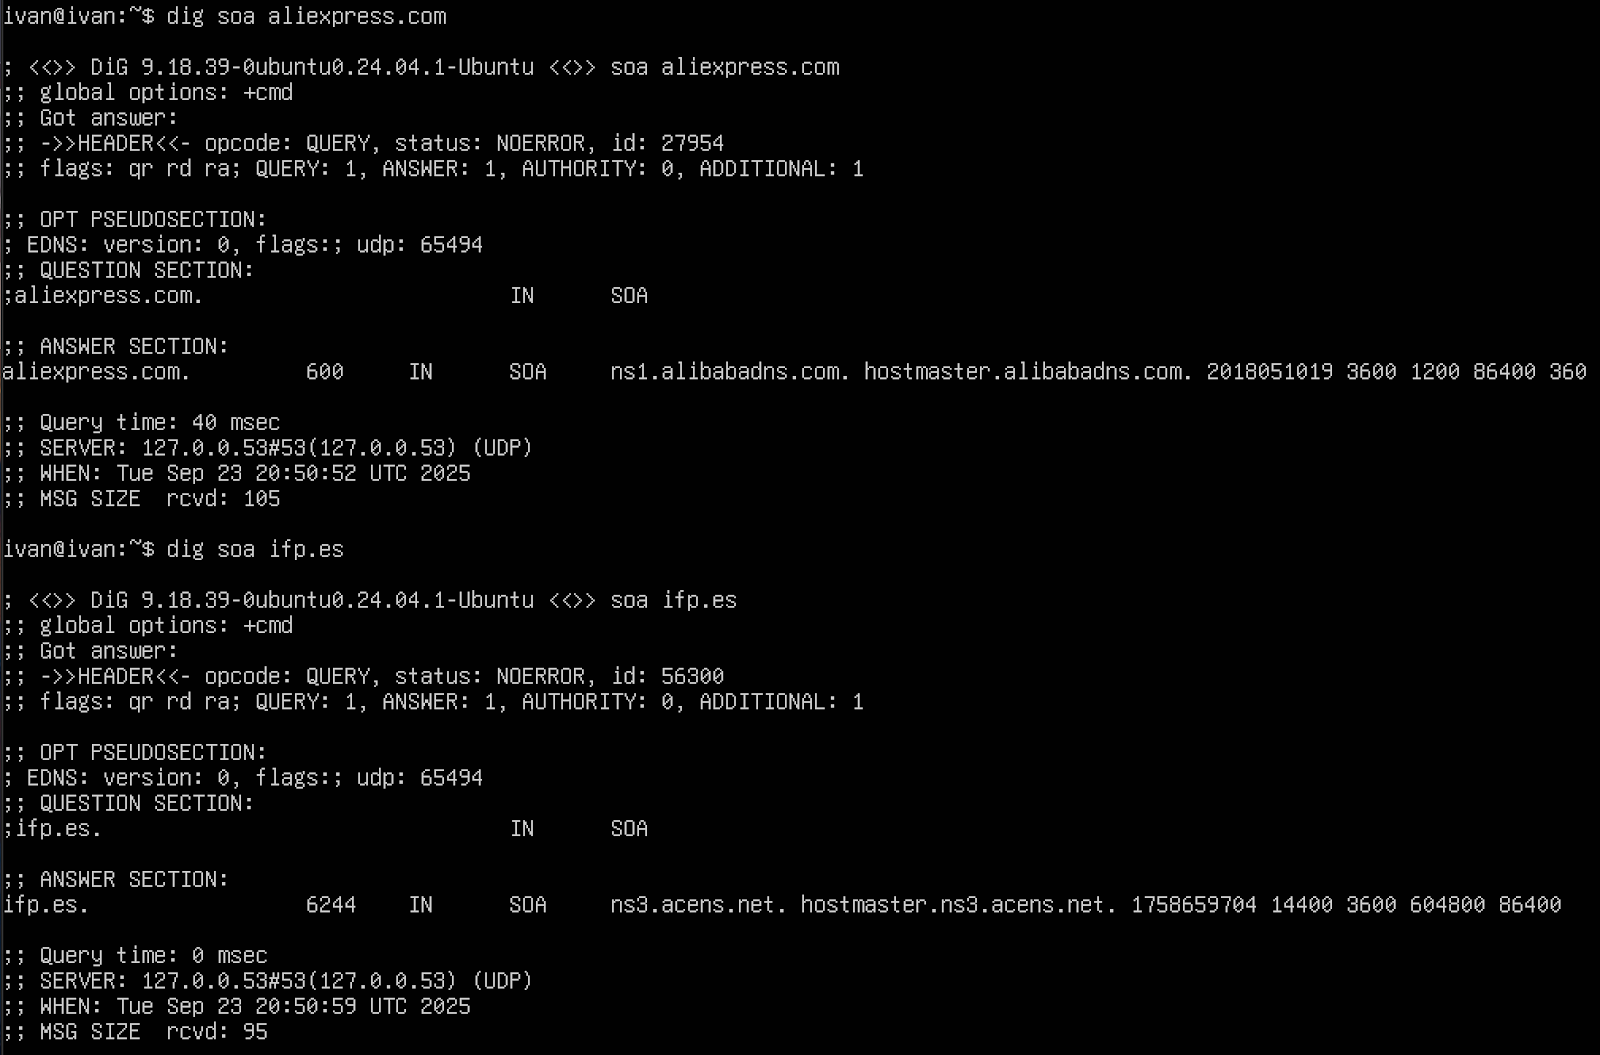 ivan@ivan:~$ dig soa aliexpress.com

; <<>> DiG 9.18.39-0ubuntu0.24.04.1-Ubuntu <<>> soa aliexpress.com
;; global options: +cmd
;; Got answer:
;; ->>HEADER<<- opcode: QUERY, status: NOERROR, id: 27954
;; flags: qr rd ra; QUERY: 1, ANSWER: 1, AUTHORITY: 0, ADDITIONAL: 1

;; OPT PSEUDOSECTION:
; EDNS: version: 0, flags:; udp: 65494
;; QUESTION SECTION:
;aliexpress.com. IN SOA

;; ANSWER SECTION:
aliexpress.com. 600 IN SOA ns1.alibabadns.com. hostmaster.alibabadns.com. 2018051019 3600 1200 86400 360

;; Query time: 40 msec
;; SERVER: 127.0.0.53#53(127.0.0.53) (UDP)
;; WHEN: Tue Sep 23 20:50:52 UTC 2025
;; MSG SIZE  rcvd: 105

ivan@ivan:~$ dig soa ifp.es

; <<>> DiG 9.18.39-0ubuntu0.24.04.1-Ubuntu <<>> soa ifp.es
;; global options: +cmd
;; Got answer:
;; ->>HEADER<<- opcode: QUERY, status: NOERROR, id: 56300
;; flags: qr rd ra; QUERY: 1, ANSWER: 1, AUTHORITY: 0, ADDITIONAL: 1

;; OPT PSEUDOSECTION:
; EDNS: version: 0, flags:; udp: 65494
;; QUESTION SECTION:
;ifp.es. IN SOA

;; ANSWER SECTION:
ifp.es. 6244 IN SOA ns3.acens.net. hostmaster.ns3.acens.net. 1758659704 14400 3600 604800 86400

;; Query time: 0 msec
;; SERVER: 127.0.0.53#53(127.0.0.53) (UDP)
;; WHEN: Tue Sep 23 20:50:59 UTC 2025
;; MSG SIZE  rcvd: 95